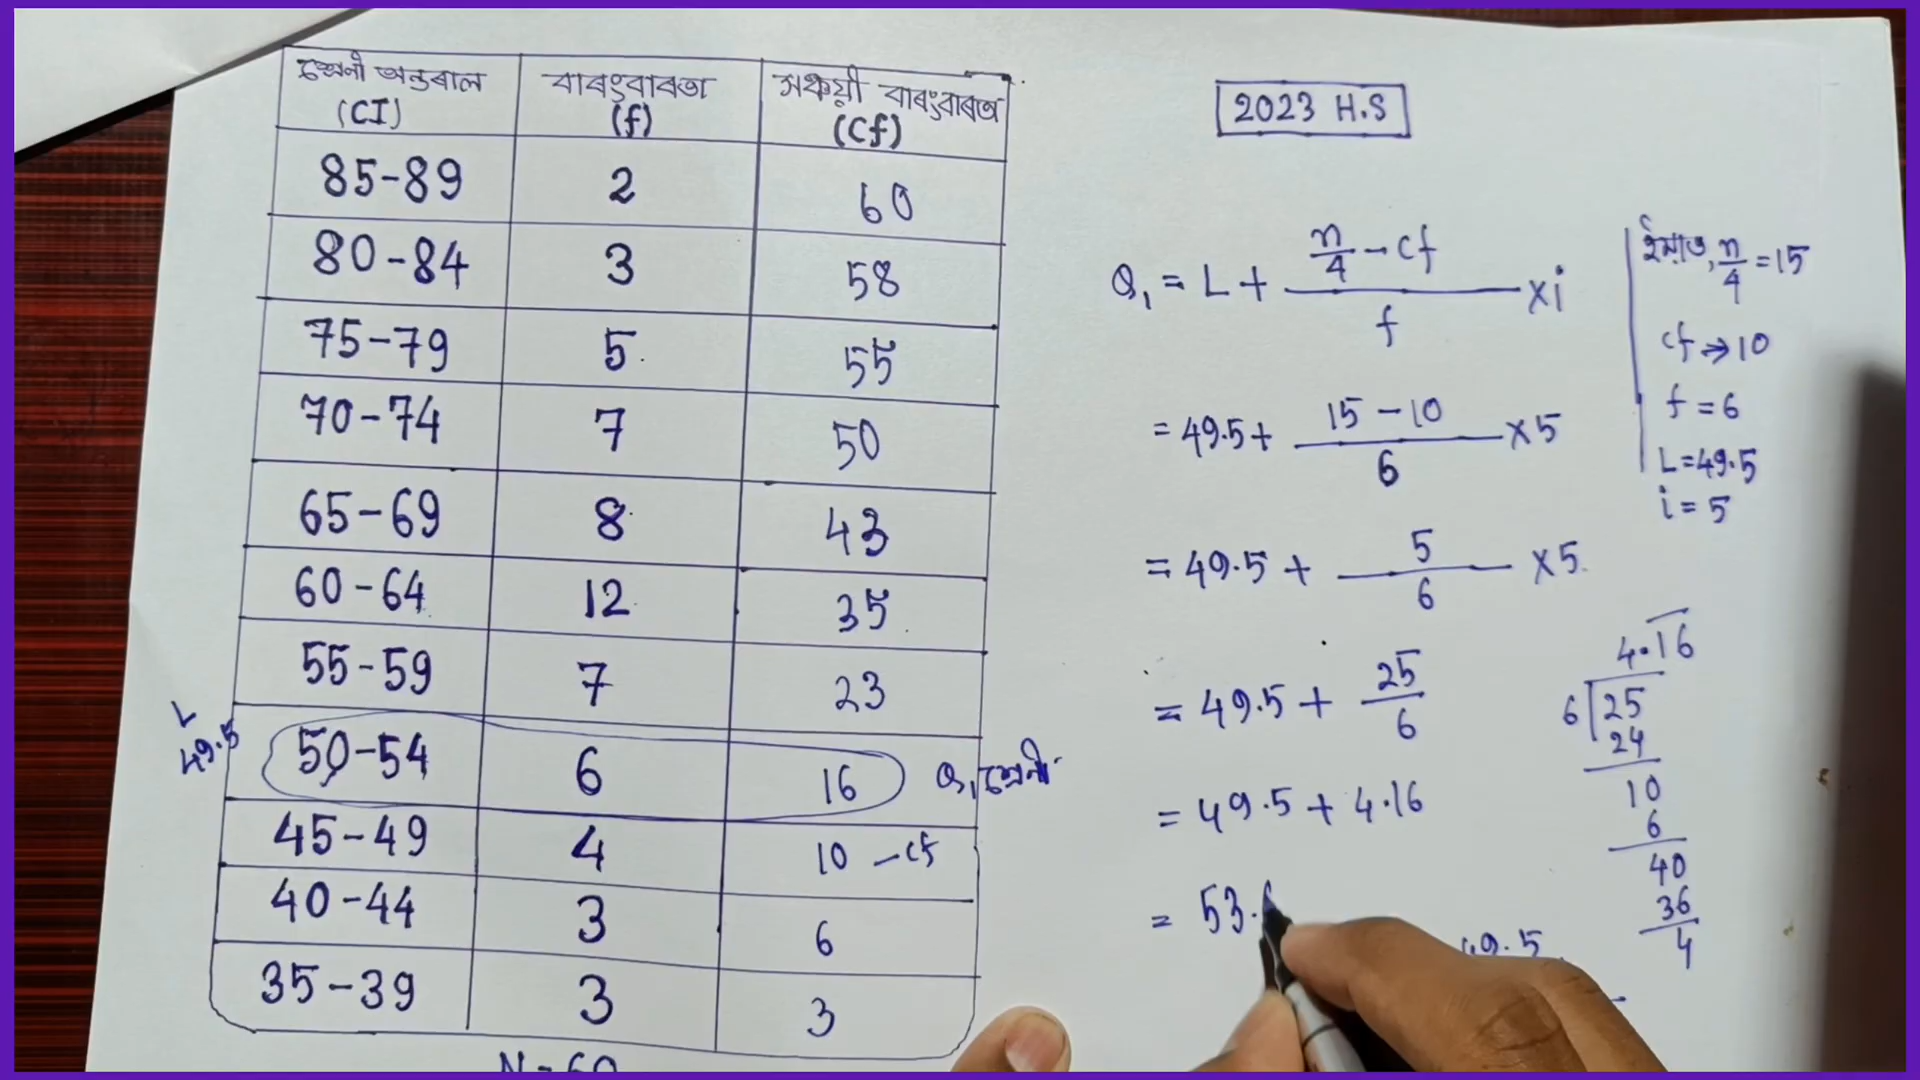 শ্ৰেণী অন্তৰাল (CI) বাৰংবাৰতা (f) সঞ্চয়ী বাৰংবাৰতা (Cf)
85-89 2 60
80-84 3 58
75-79 5 55
70-74 7 50
65-69 8 43
60-64 12 35
55-59 7 23
L 49.5 50-54 6 16 Q₁ শ্ৰেণী
45-49 4 10 -cf
40-44 3 6
35-39 3 3
N = 60
2023 H.S
Q₁ = L + (n/4 - cf)/f ×i
= 49.5 + (15 - 10)/6 ×5
= 49.5 + 5/6 ×5
= 49.5 + 25/6
= 49.5 + 4.16
= 53.
ইয়াত, n/4 = 15
cf → 10
f = 6
L = 49.5
i = 5
4.16
6 25
24
10
6
40
36
4
49.5